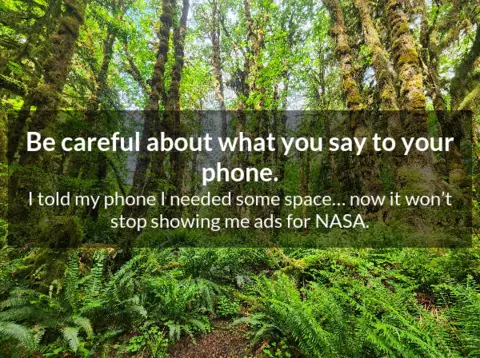 Be careful about what you say to your
phone.
I told my phone I needed some space... now it won't
stop showing me ads for NASA.